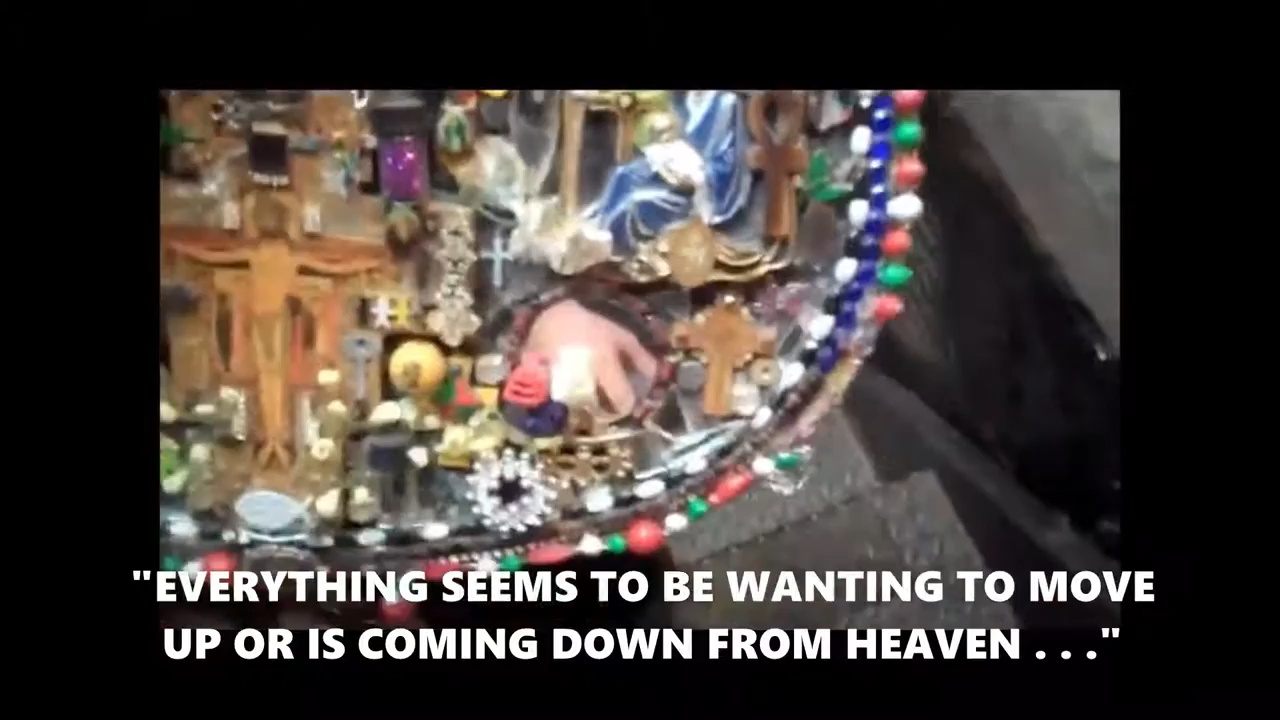 "EVERYTHING SEEMS TO BE WANTING TO MOVE
UP OR IS COMING DOWN FROM HEAVEN . . ."